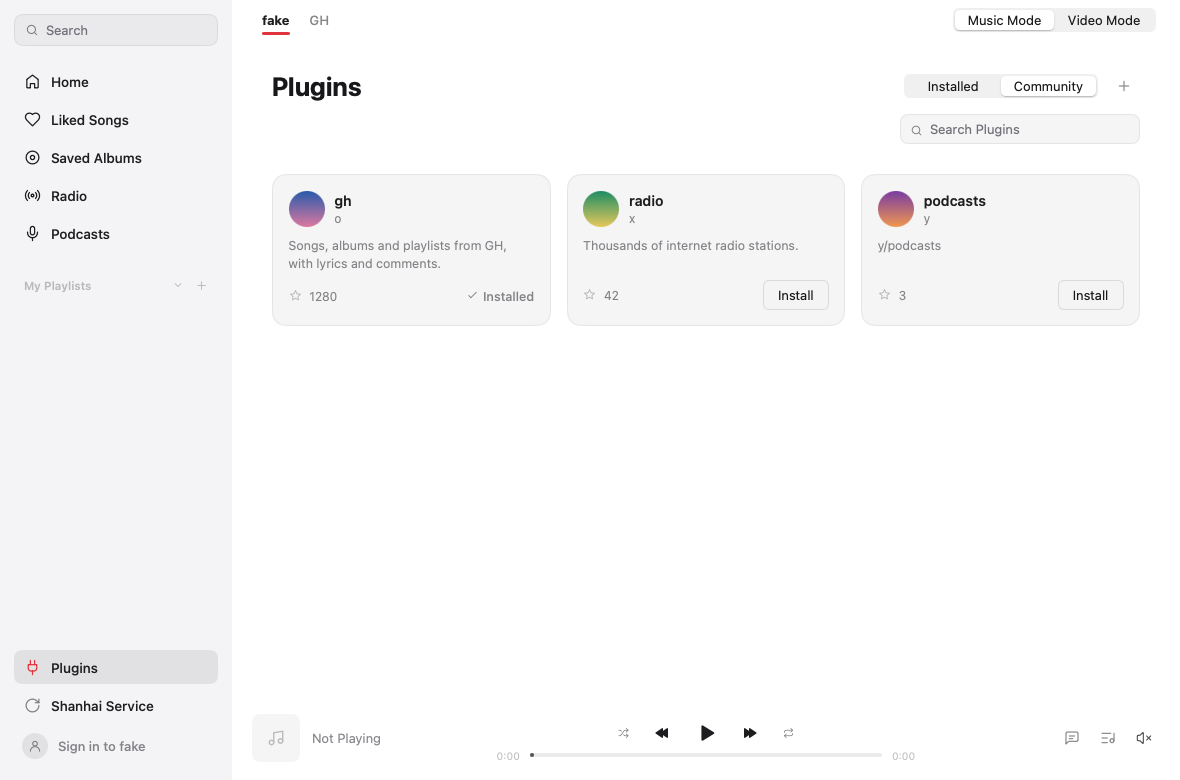 Search
Home
Liked Songs
Saved Albums
Radio
Podcasts
My Playlists
Plugins
Shanhai Service
Sign in to fake
fake
GH
Music Mode
Video Mode
Plugins
Installed
Community
Search Plugins
gh
o
Songs, albums and playlists from GH,
with lyrics and comments.
1280
Installed
radio
x
Thousands of internet radio stations.
42
Install
podcasts
y
y/podcasts
3
Install
Not Playing
0:00
0:00